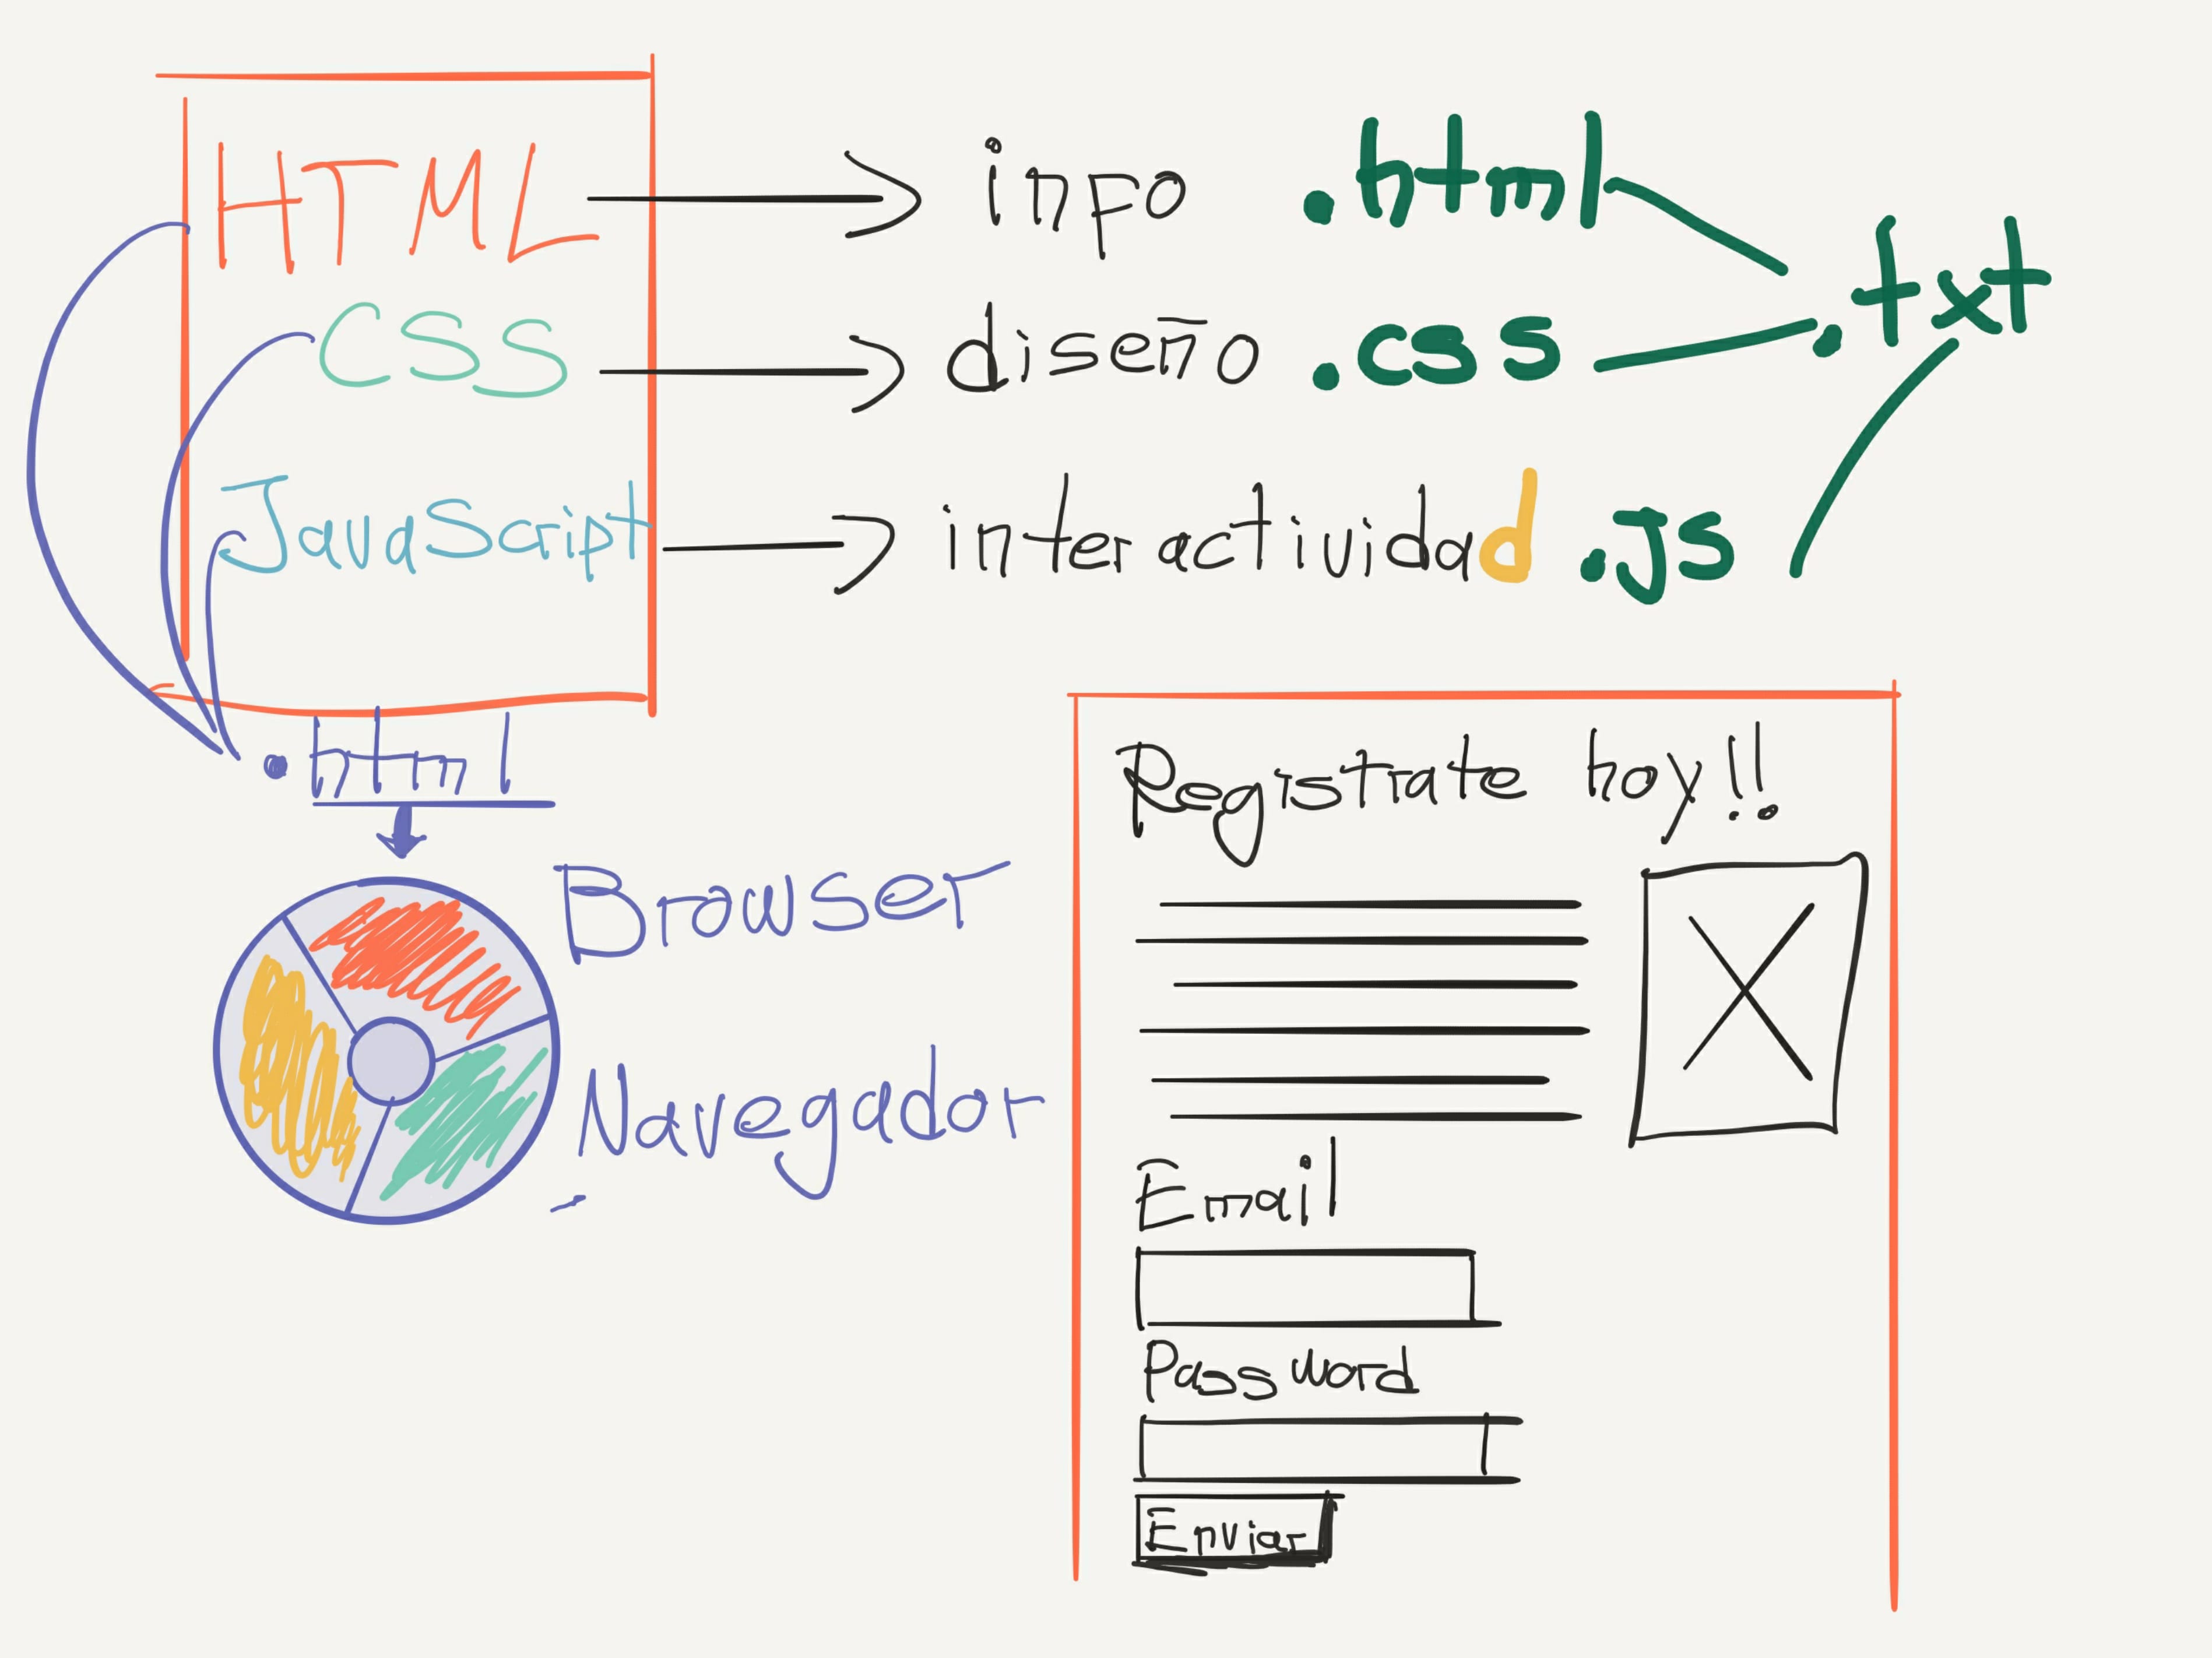 HTML info .html
CSS diseño .css .txt
JavaScript interactividad .js
.html
Browser
Navegador
Registrate hoy!!
Email
Password
Enviar